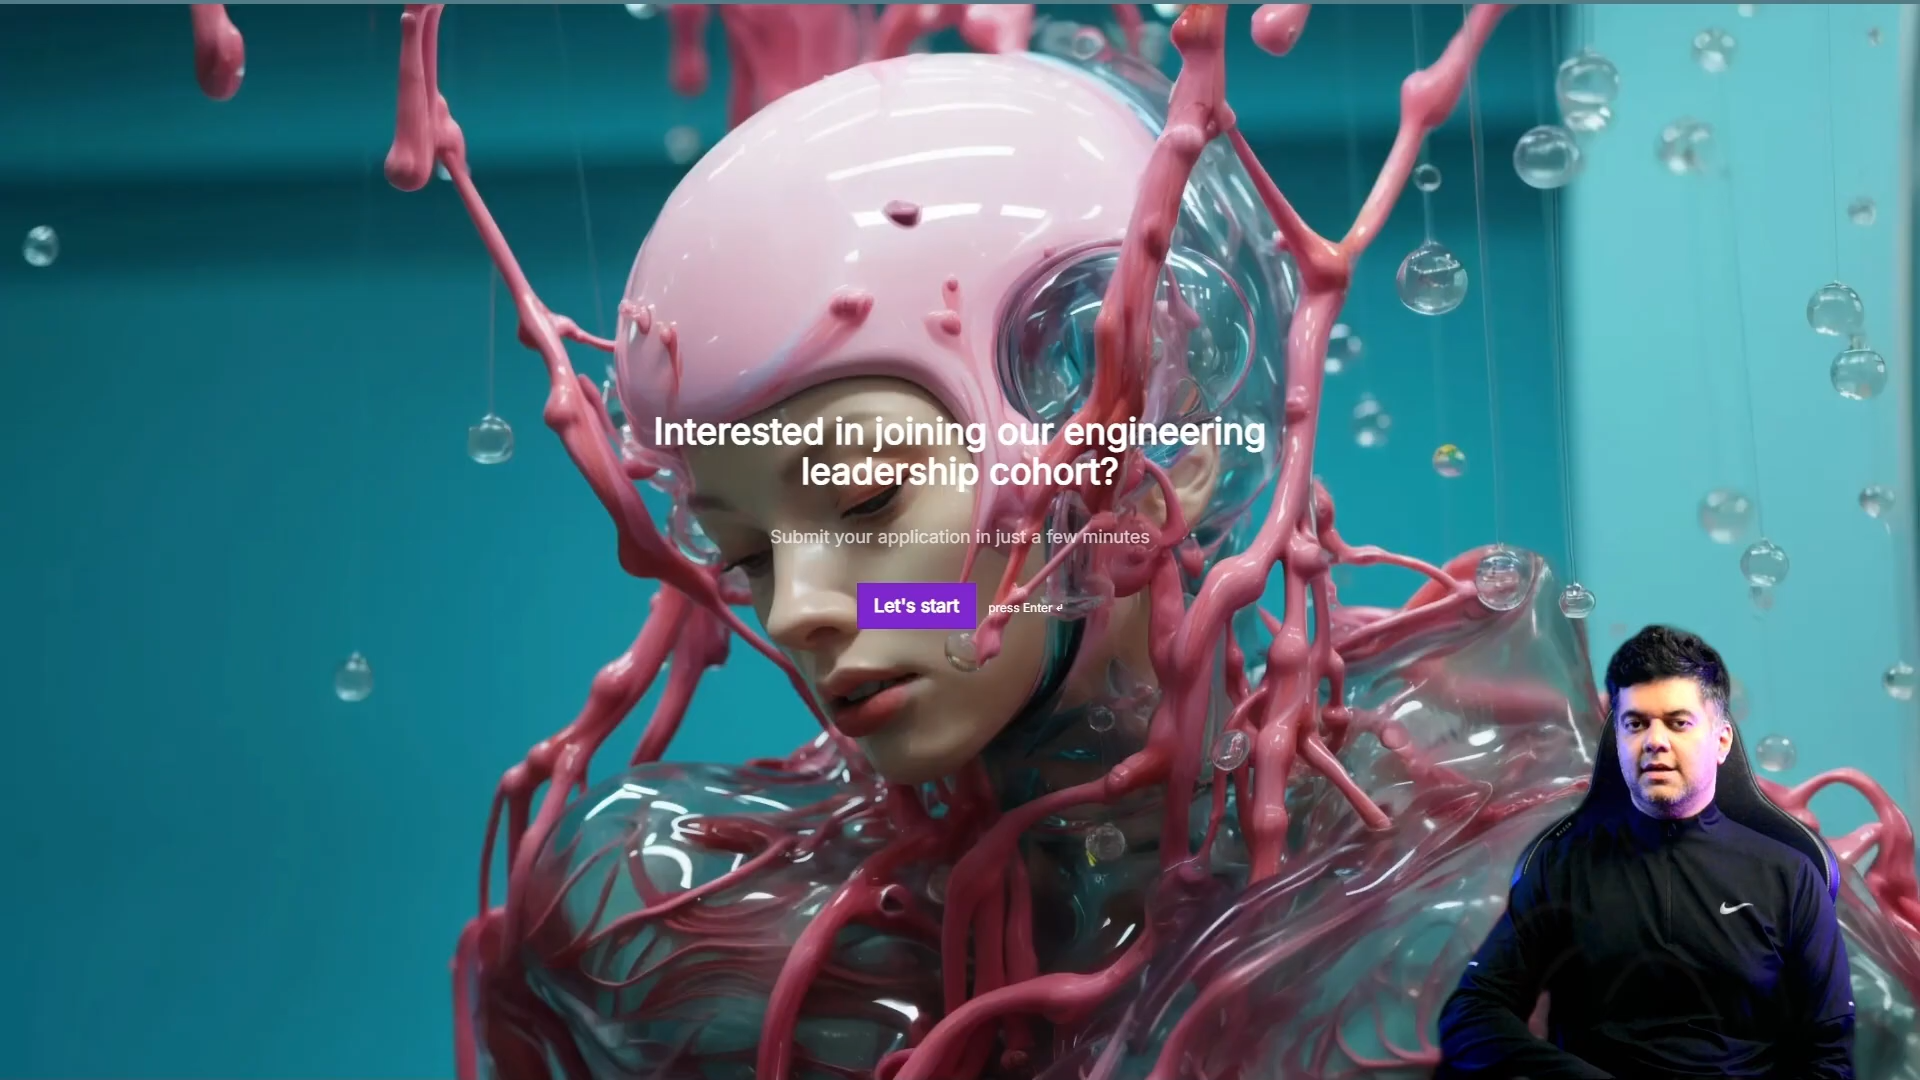 Interested in joining our engineering
leadership cohort?
Submit your application in just a few minutes
Let's start
press Enter ↵